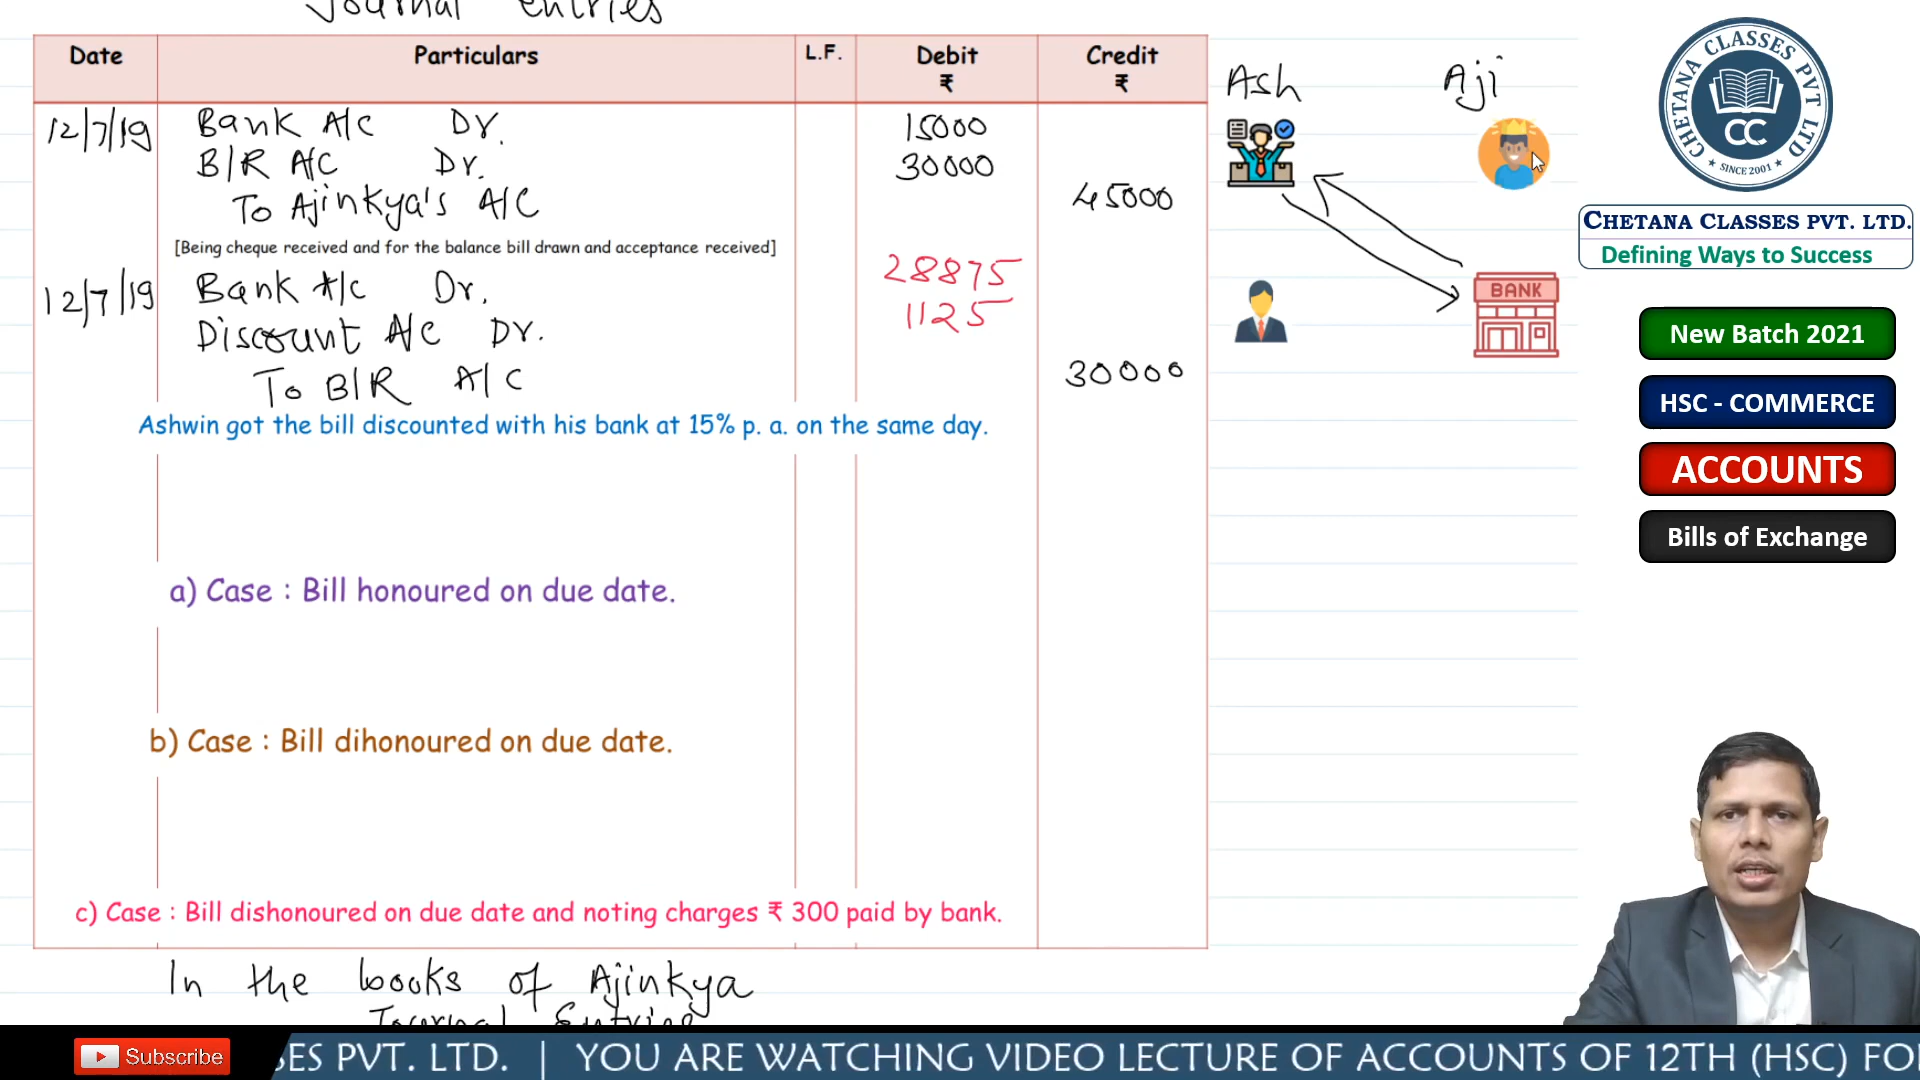 Journal entries
Date Particulars L.F. Debit ₹ Credit ₹
12/7/19 Bank A/c Dr. 15000
B/R A/c Dr. 30000
To Ajinkya's A/c 45000
[Being cheque received and for the balance bill drawn and acceptance received]
12/7/19 Bank A/c Dr. 28875
Discount A/c Dr. 1125
To B/R A/c 30000
Ashwin got the bill discounted with his bank at 15% p. a. on the same day.
a) Case : Bill honoured on due date.
b) Case : Bill dihonoured on due date.
c) Case : Bill dishonoured on due date and noting charges ₹ 300 paid by bank.
In the books of Ajinkya
Journal Entries
Ash Aji
BANK
CHETANA CLASSES PVT LTD
CC
SINCE 2001
CHETANA CLASSES PVT. LTD.
Defining Ways to Success
New Batch 2021
HSC - COMMERCE
ACCOUNTS
Bills of Exchange
Subscribe
SES PVT. LTD. | YOU ARE WATCHING VIDEO LECTURE OF ACCOUNTS OF 12TH (HSC) FO